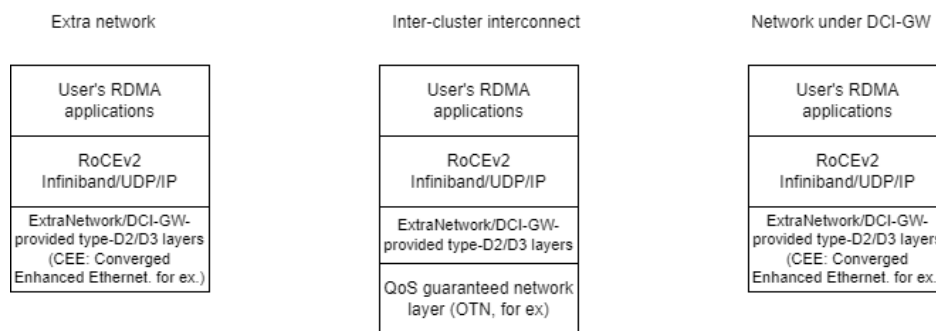 Extra network
Inter-cluster interconnect
Network under DCI-GW
User's RDMA
applications
RoCEv2
Infiniband/UDP/IP
ExtraNetwork/DCI-GW-
provided type-D2/D3 layers
(CEE: Converged
Enhanced Ethernet. for ex.)
User's RDMA
applications
RoCEv2
Infiniband/UDP/IP
ExtraNetwork/DCI-GW-
provided type-D2/D3 layers
QoS guaranteed network
layer (OTN, for ex)
User's RDMA
applications
RoCEv2
Infiniband/UDP/IP
ExtraNetwork/DCI-GW-
provided type-D2/D3 layers
(CEE: Converged
Enhanced Ethernet. for ex.